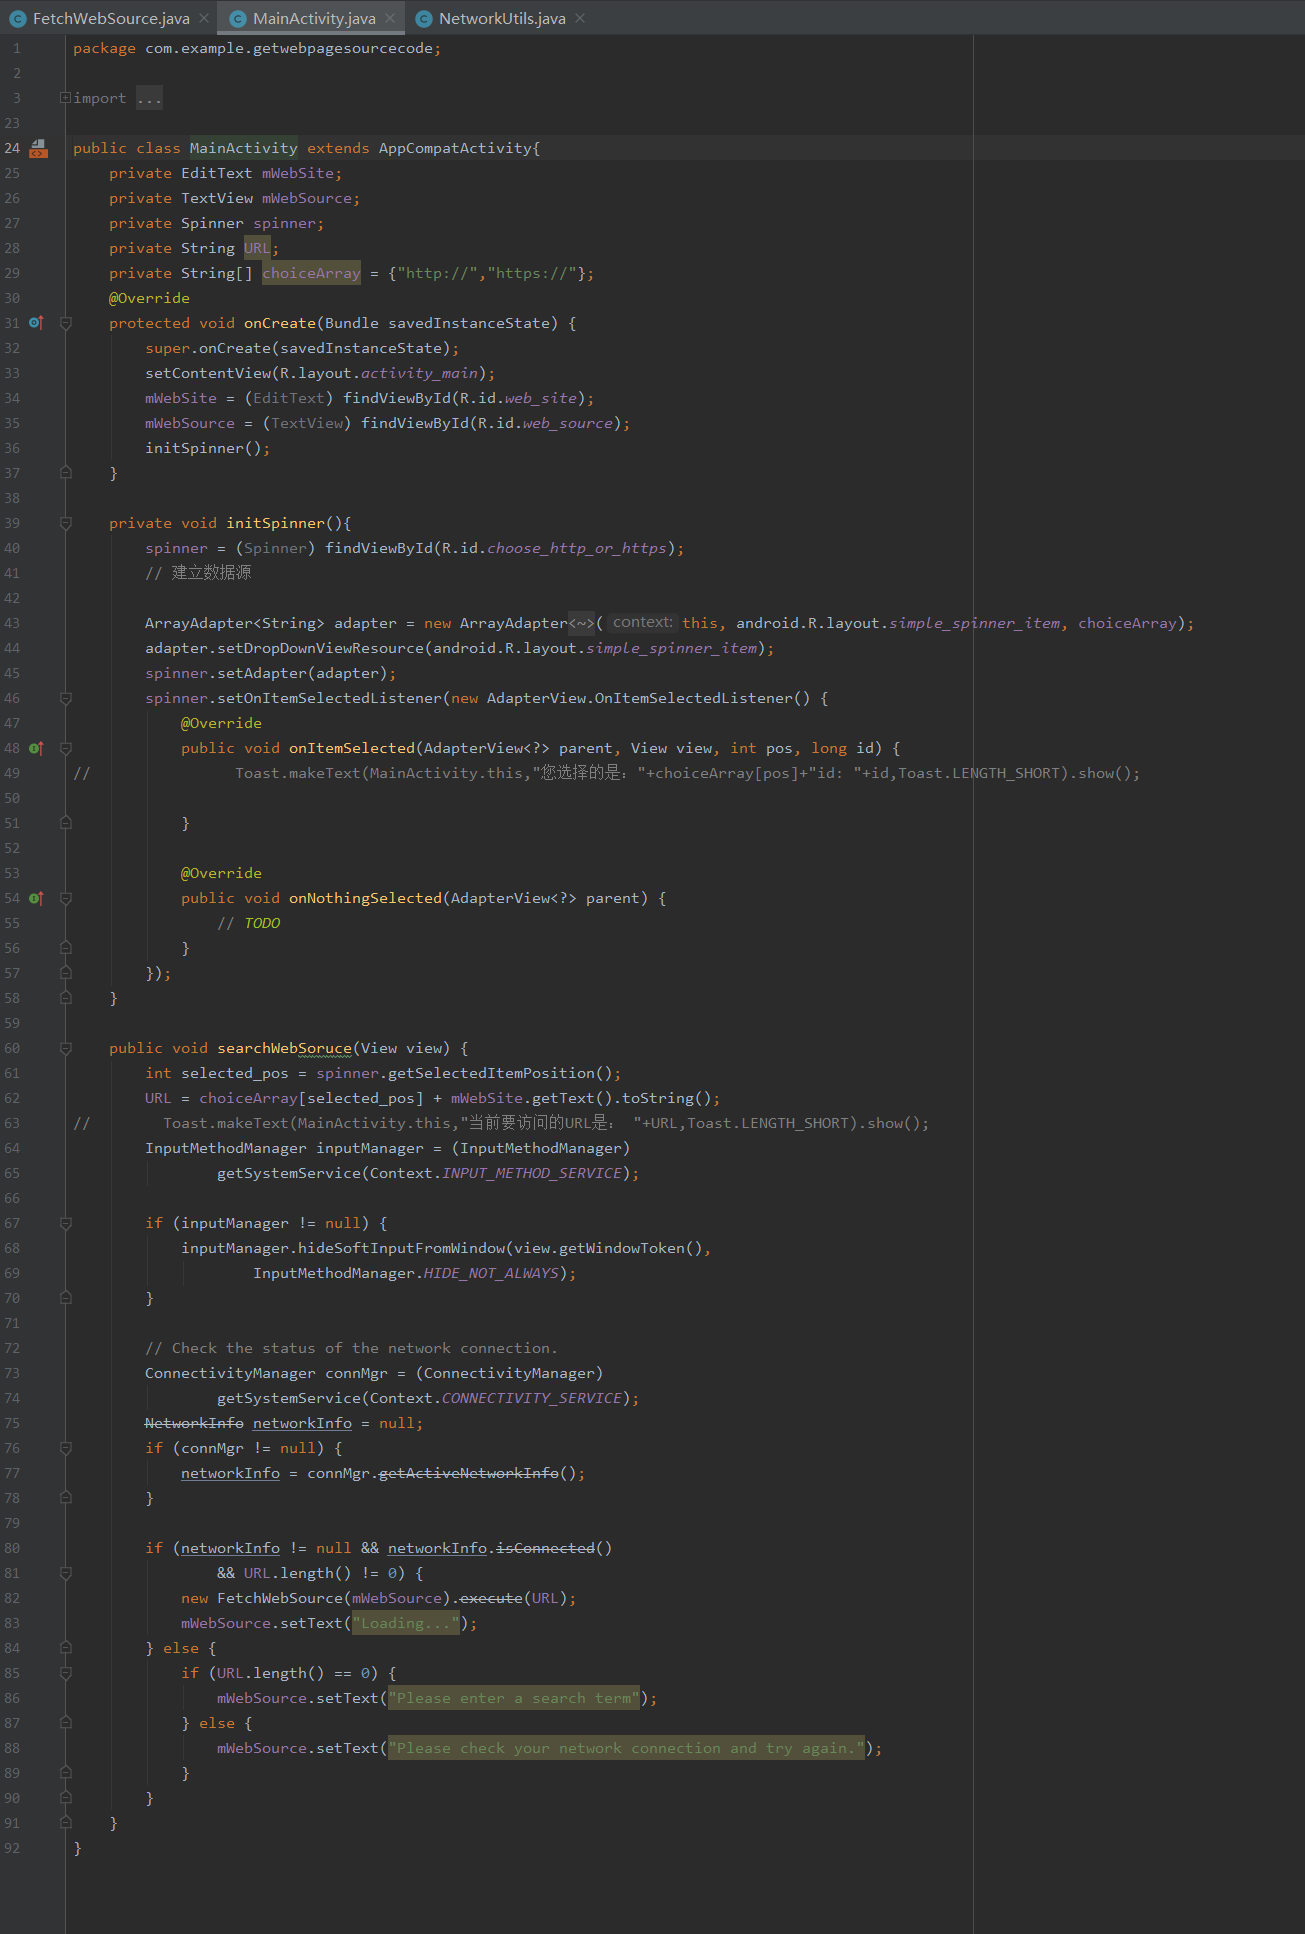 FetchWebSource.java MainActivity.java NetworkUtils.java
1 package com.example.getwebpagesourcecode;
2
3 import ...
23
24 public class MainActivity extends AppCompatActivity{
25 private EditText mWebSite;
26 private TextView mWebSource;
27 private Spinner spinner;
28 private String URL;
29 private String[] choiceArray = {"http://","https://"};
30 @Override
31 protected void onCreate(Bundle savedInstanceState) {
32 super.onCreate(savedInstanceState);
33 setContentView(R.layout.activity_main);
34 mWebSite = (EditText) findViewById(R.id.web_site);
35 mWebSource = (TextView) findViewById(R.id.web_source);
36 initSpinner();
37 }
38
39 private void initSpinner(){
40 spinner = (Spinner) findViewById(R.id.choose_http_or_https);
41 // 建立数据源
42
43 ArrayAdapter<String> adapter = new ArrayAdapter<~>( context: this, android.R.layout.simple_spinner_item, choiceArray);
44 adapter.setDropDownViewResource(android.R.layout.simple_spinner_item);
45 spinner.setAdapter(adapter);
46 spinner.setOnItemSelectedListener(new AdapterView.OnItemSelectedListener() {
47 @Override
48 public void onItemSelected(AdapterView<?> parent, View view, int pos, long id) {
49 // Toast.makeText(MainActivity.this,"您选择的是："+choiceArray[pos]+"id: "+id,Toast.LENGTH_SHORT).show();
50
51 }
52
53 @Override
54 public void onNothingSelected(AdapterView<?> parent) {
55 // TODO
56 }
57 });
58 }
59
60 public void searchWebSoruce(View view) {
61 int selected_pos = spinner.getSelectedItemPosition();
62 URL = choiceArray[selected_pos] + mWebSite.getText().toString();
63 // Toast.makeText(MainActivity.this,"当前要访问的URL是： "+URL,Toast.LENGTH_SHORT).show();
64 InputMethodManager inputManager = (InputMethodManager)
65 getSystemService(Context.INPUT_METHOD_SERVICE);
66
67 if (inputManager != null) {
68 inputManager.hideSoftInputFromWindow(view.getWindowToken(),
69 InputMethodManager.HIDE_NOT_ALWAYS);
70 }
71
72 // Check the status of the network connection.
73 ConnectivityManager connMgr = (ConnectivityManager)
74 getSystemService(Context.CONNECTIVITY_SERVICE);
75 NetworkInfo networkInfo = null;
76 if (connMgr != null) {
77 networkInfo = connMgr.getActiveNetworkInfo();
78 }
79
80 if (networkInfo != null && networkInfo.isConnected()
81 && URL.length() != 0) {
82 new FetchWebSource(mWebSource).execute(URL);
83 mWebSource.setText("Loading...");
84 } else {
85 if (URL.length() == 0) {
86 mWebSource.setText("Please enter a search term");
87 } else {
88 mWebSource.setText("Please check your network connection and try again.");
89 }
90 }
91 }
92 }